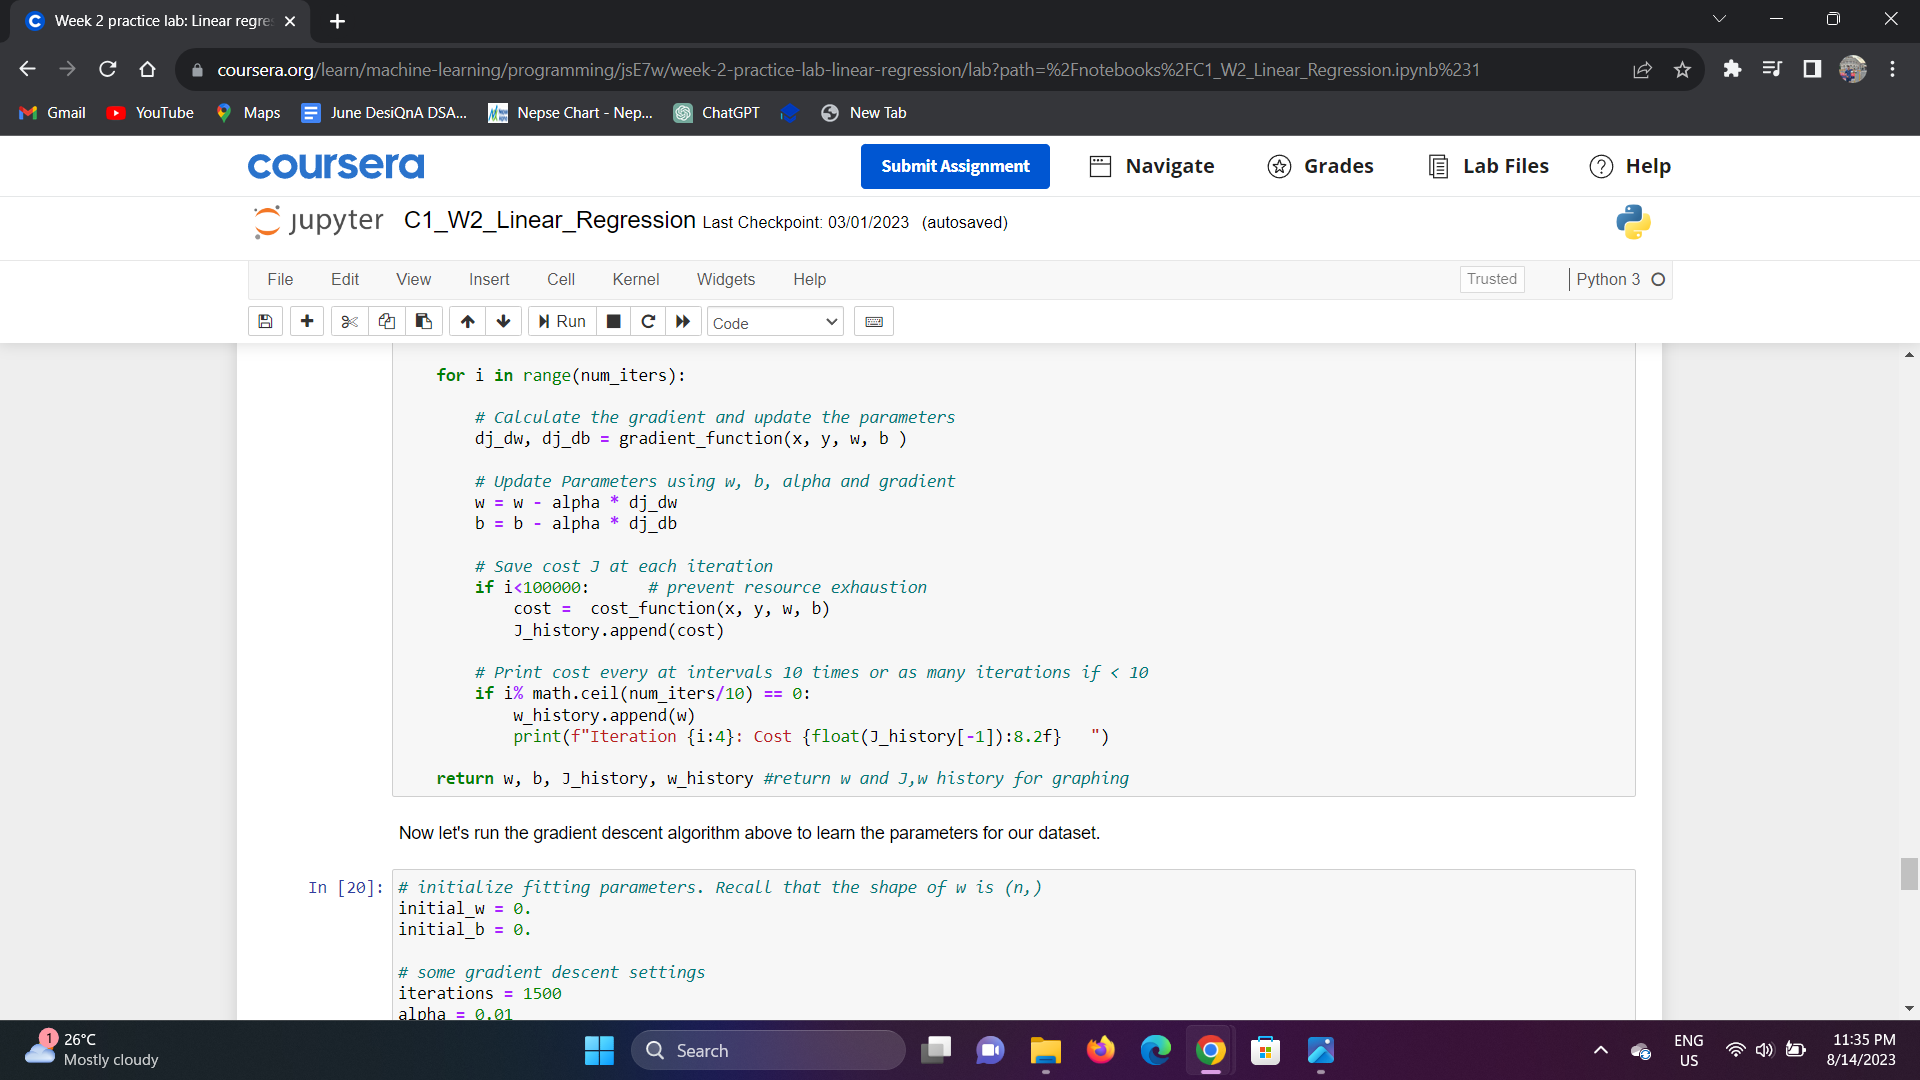 Week 2 practice lab: Linear regres
coursera.org/learn/machine-learning/programming/jsE7w/week-2-practice-lab-linear-regression/lab?path=%2Fnotebooks%2FC1_W2_Linear_Regression.ipynb%231
Gmail YouTube Maps June DesiQnA DSA... Nepse Chart - Nep... ChatGPT New Tab
coursera Submit Assignment Navigate Grades Lab Files Help
jupyter C1_W2_Linear_Regression Last Checkpoint: 03/01/2023 (autosaved)
File Edit View Insert Cell Kernel Widgets Help Trusted Python 3
Run Code
for i in range(num_iters):
# Calculate the gradient and update the parameters
dj_dw, dj_db = gradient_function(x, y, w, b )
# Update Parameters using w, b, alpha and gradient
w = w - alpha * dj_dw
b = b - alpha * dj_db
# Save cost J at each iteration
if i<100000:      # prevent resource exhaustion
cost =  cost_function(x, y, w, b)
J_history.append(cost)
# Print cost every at intervals 10 times or as many iterations if < 10
if i% math.ceil(num_iters/10) == 0:
w_history.append(w)
print(f"Iteration {i:4}: Cost {float(J_history[-1]):8.2f}   ")
return w, b, J_history, w_history #return w and J,w history for graphing
Now let's run the gradient descent algorithm above to learn the parameters for our dataset.
In [20]: # initialize fitting parameters. Recall that the shape of w is (n,)
initial_w = 0.
initial_b = 0.
# some gradient descent settings
iterations = 1500
alpha = 0.01
1 26°C
Mostly cloudy
Search
ENG
US
11:35 PM
8/14/2023